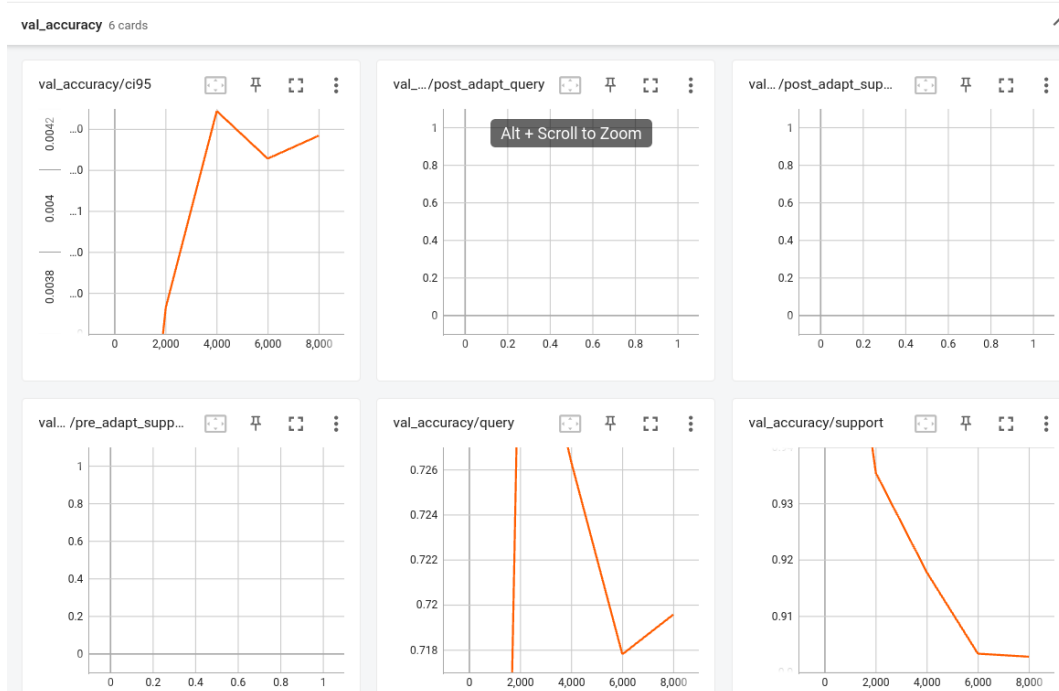 val_accuracy 6 cards
val_accuracy/ci95
0.0042
0.004
0.0038
...0
...0
...1
...0
...0
0 2,000 4,000 6,000 8,000
val_.../post_adapt_query
Alt + Scroll to Zoom
1
0.8
0.6
0.4
0.2
0
0 0.2 0.4 0.6 0.8 1
val... /post_adapt_sup...
1
0.8
0.6
0.4
0.2
0
0 0.2 0.4 0.6 0.8 1
val... /pre_adapt_supp...
1
0.8
0.6
0.4
0.2
0
0 0.2 0.4 0.6 0.8 1
val_accuracy/query
0.726
0.724
0.722
0.72
0.718
0 2,000 4,000 6,000 8,000
val_accuracy/support
0.93
0.92
0.91
0 2,000 4,000 6,000 8,000